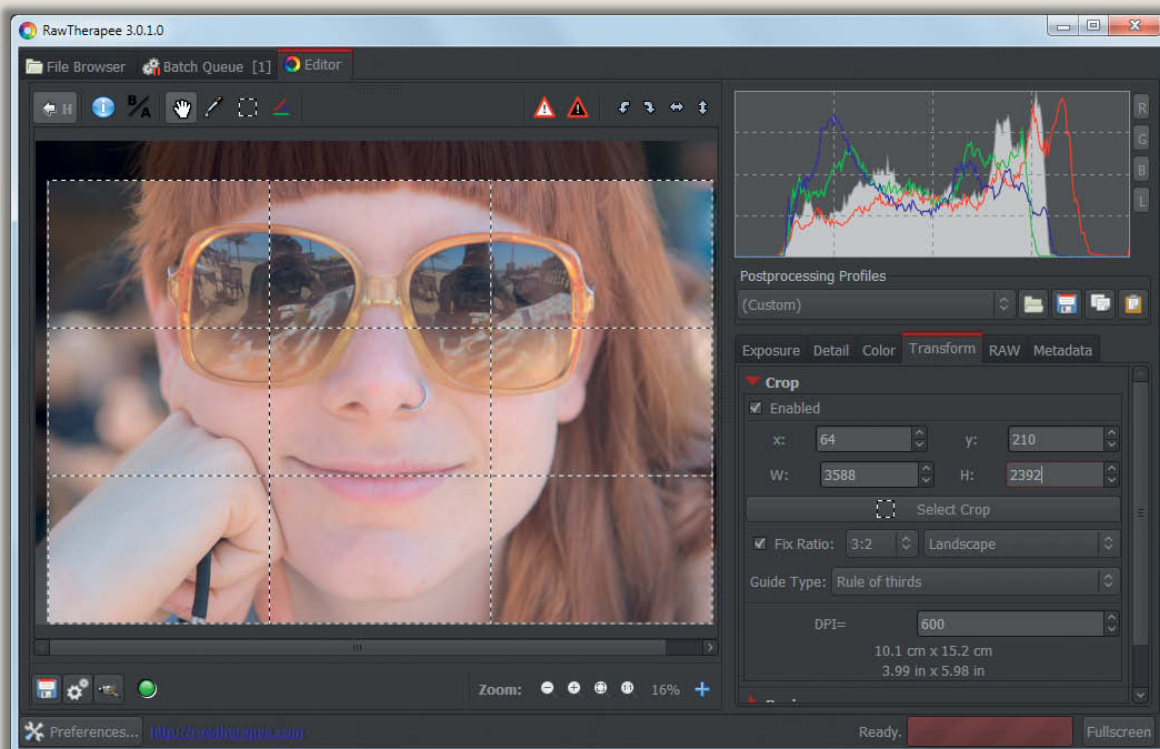 RawTherapee 3.0.1.0
File Browser Batch Queue [1] Editor
H B/A
R
G
B
L
Postprocessing Profiles
(Custom)
Exposure Detail Color Transform RAW Metadata
Crop
Enabled
x: 64 y: 210
W: 3588 H: 2392
Select Crop
Fix Ratio: 3:2 Landscape
Guide Type: Rule of thirds
DPI= 600
10.1 cm x 15.2 cm
3.99 in x 5.98 in
Zoom: 16%
Preferences... http://rawtherapee.com Ready. Fullscreen